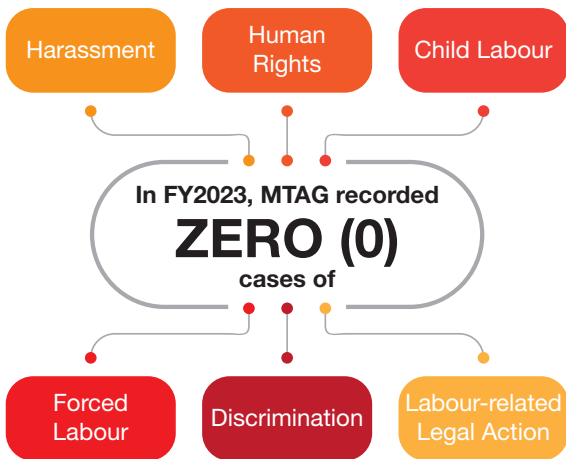 Harassment
Human
Rights
Child Labour
In FY2023, MTAG recorded
ZERO (0)
cases of
Forced
Labour
Discrimination
Labour-related
Legal Action